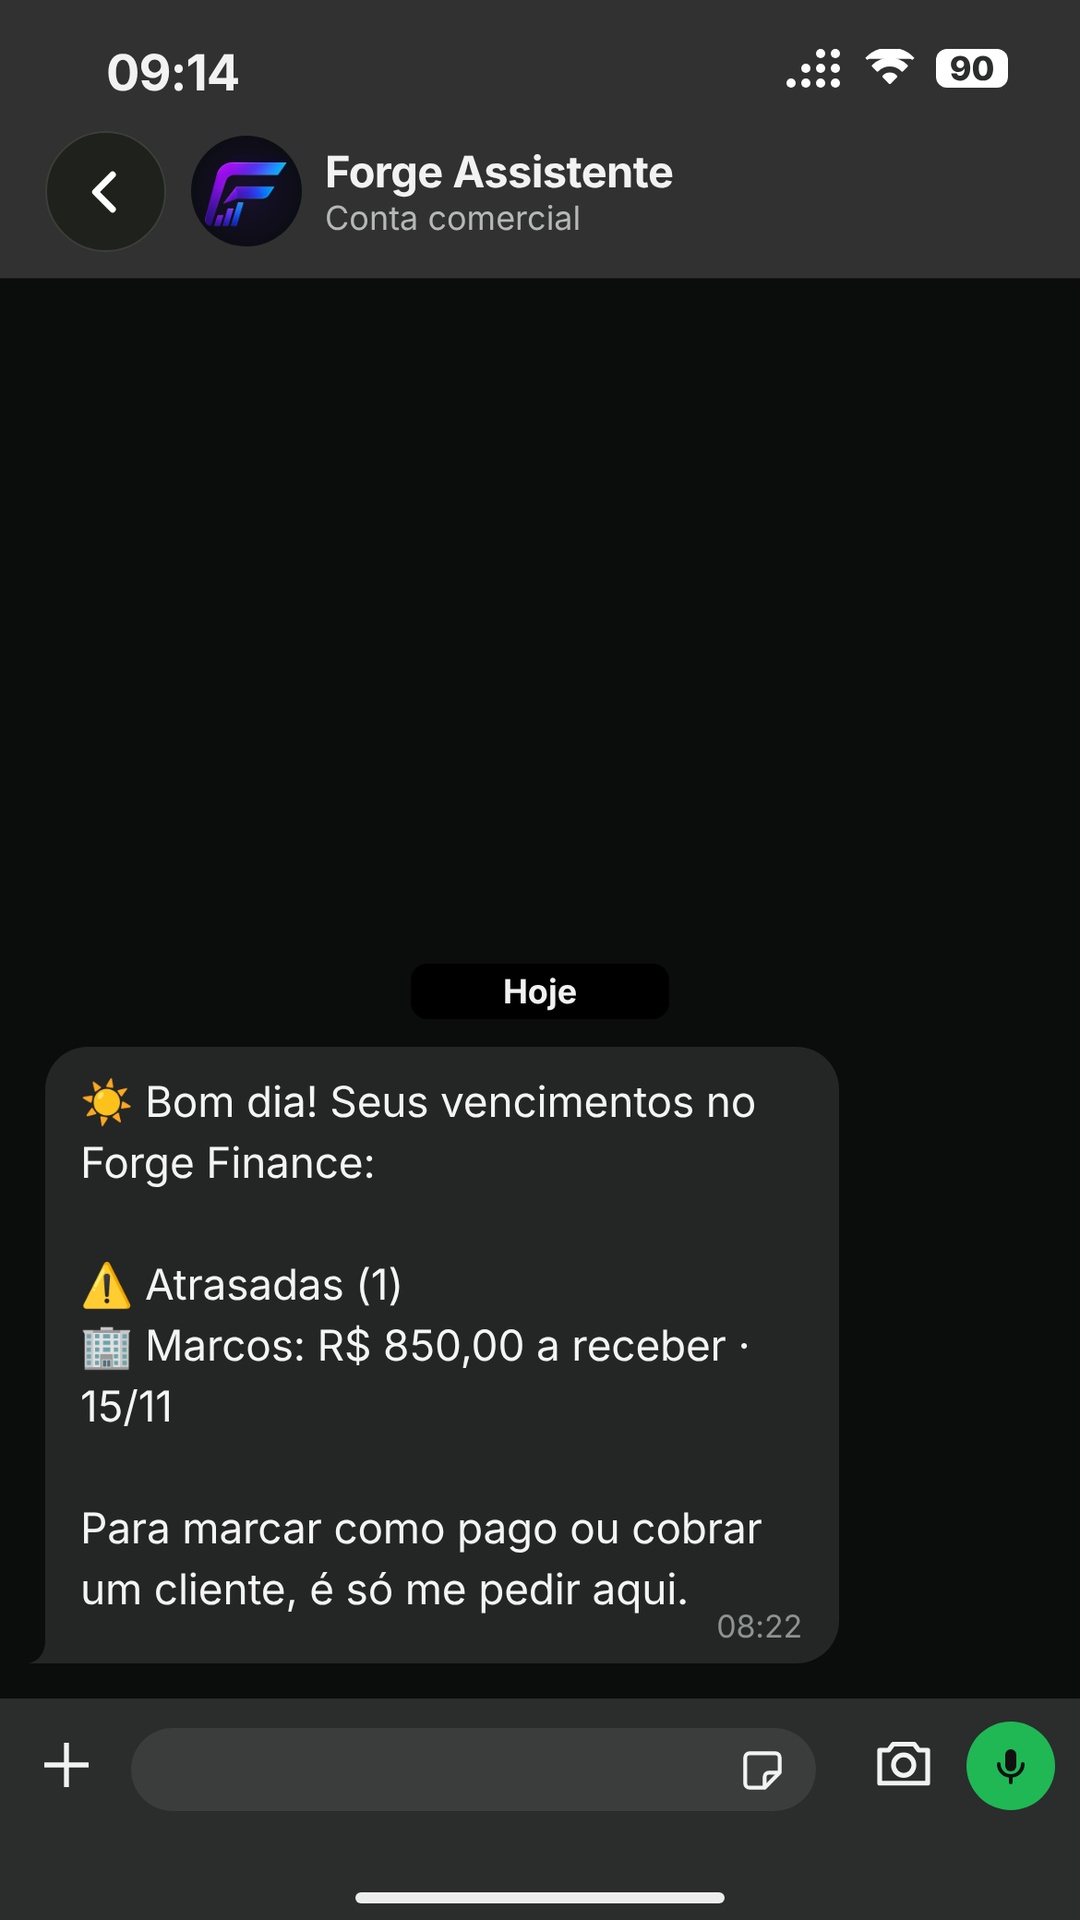 09:14
90
Forge Assistente
Conta comercial
Hoje
☀️ Bom dia! Seus vencimentos no
Forge Finance:
⚠️ Atrasadas (1)
🏢 Marcos: R$ 850,00 a receber ·
15/11
Para marcar como pago ou cobrar
um cliente, é só me pedir aqui.
08:22